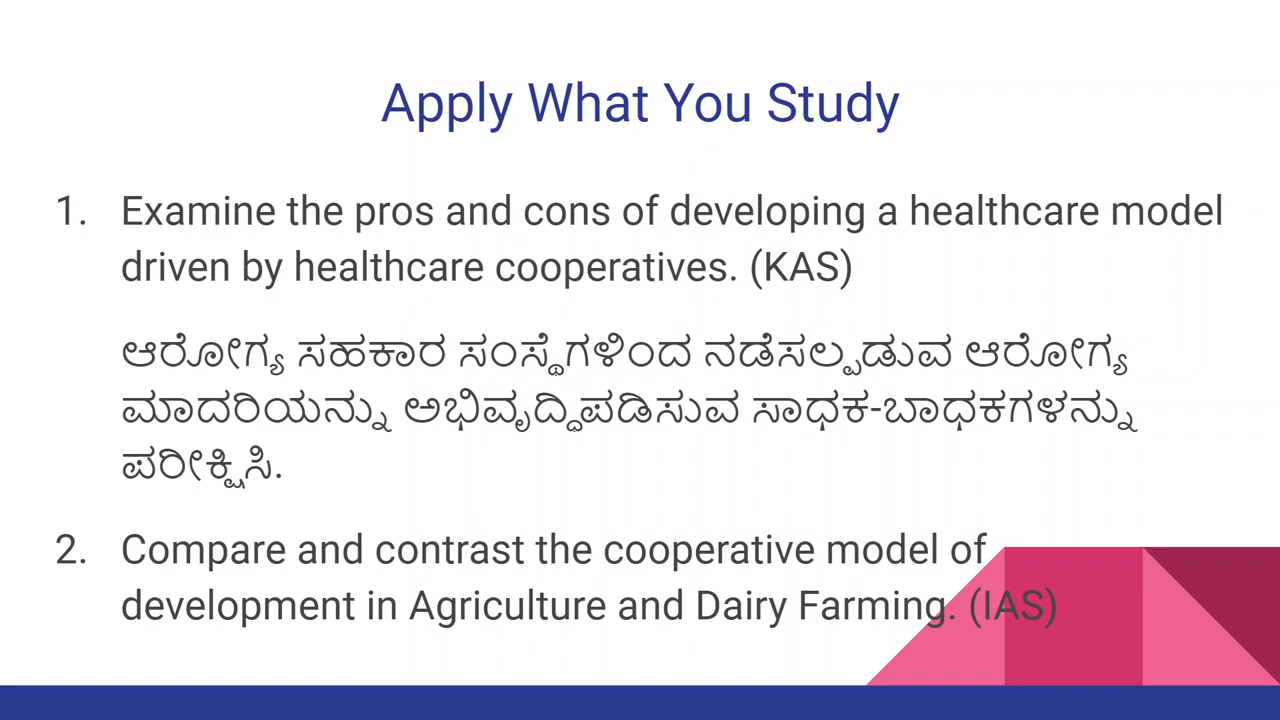 Apply What You Study
1. Examine the pros and cons of developing a healthcare model
driven by healthcare cooperatives. (KAS)
ಆರೋಗ್ಯ ಸಹಕಾರ ಸಂಸ್ಥೆಗಳಿಂದ ನಡೆಸಲ್ಪಡುವ ಆರೋಗ್ಯ
ಮಾದರಿಯನ್ನು ಅಭಿವೃದ್ಧಿಪಡಿಸುವ ಸಾಧಕ-ಬಾಧಕಗಳನ್ನು
ಪರೀಕ್ಷಿಸಿ.
2. Compare and contrast the cooperative model of
development in Agriculture and Dairy Farming. (IAS)